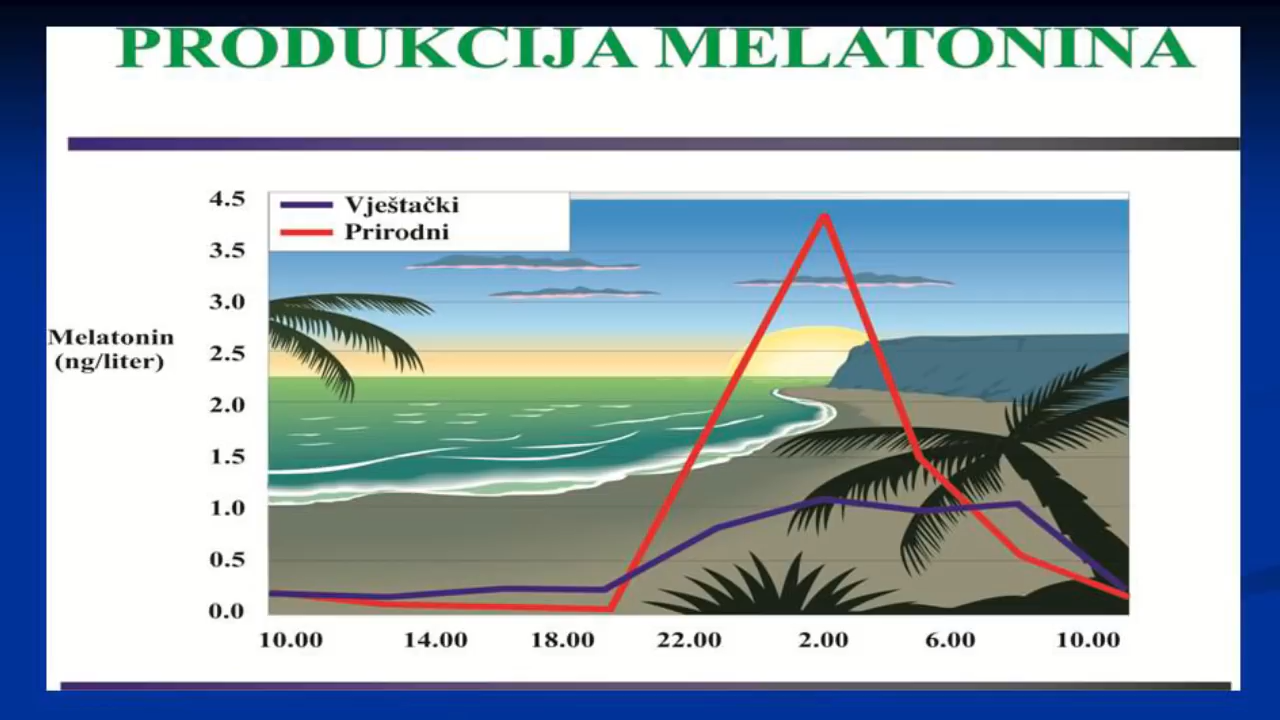 PRODUKCIJA MELATONINA
Vještački
Prirodni
Melatonin
(ng/liter)
4.5
3.5
3.0
2.5
2.0
1.5
1.0
0.5
0.0
10.00 14.00 18.00 22.00 2.00 6.00 10.00